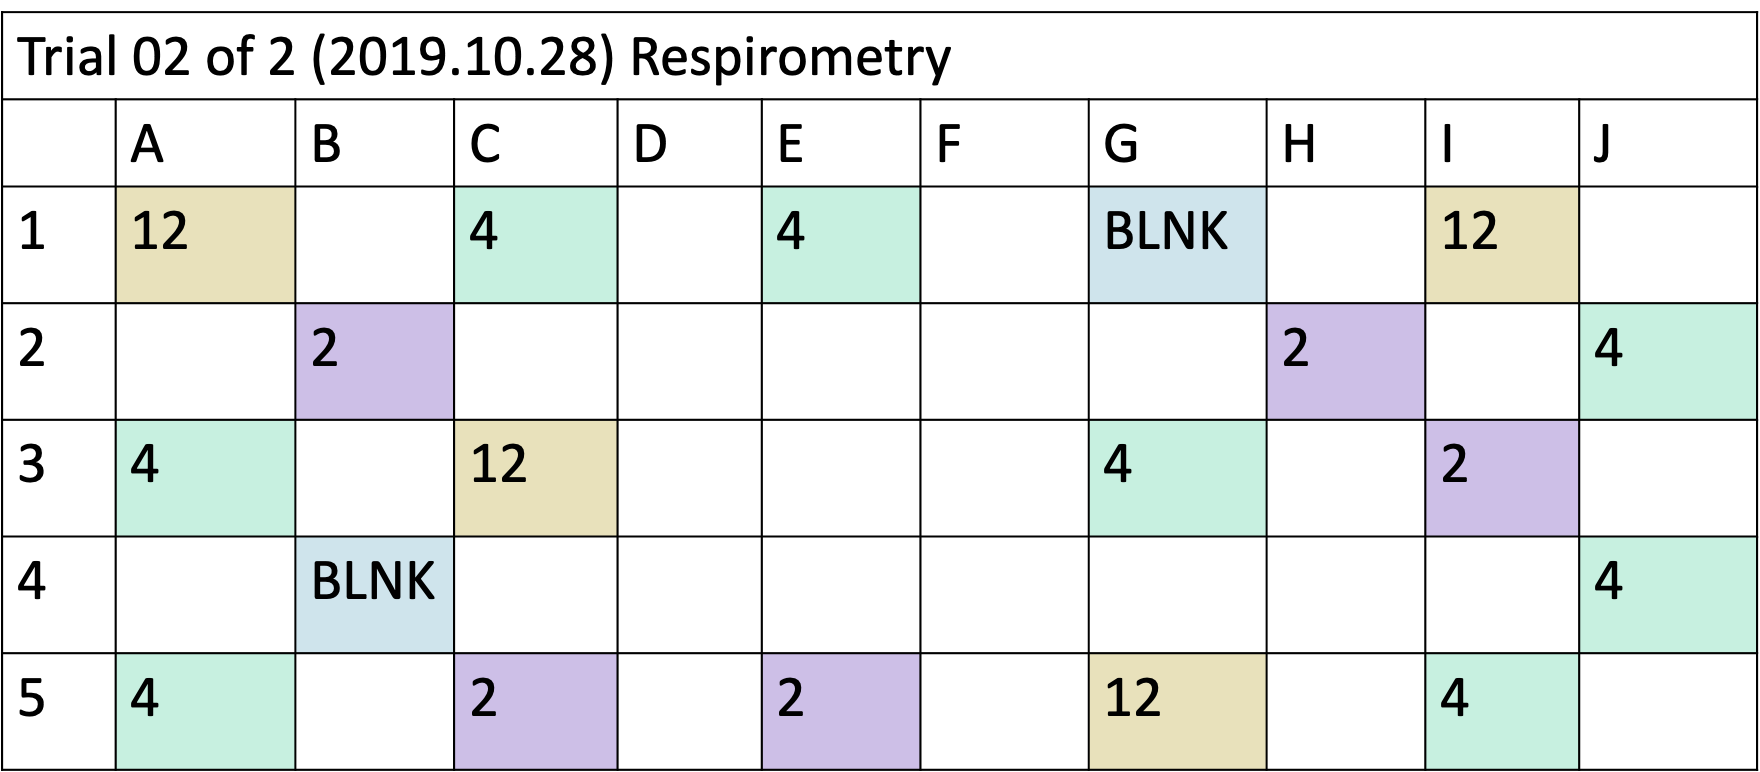 Trial 02 of 2 (2019.10.28) Respirometry
A B C D E F G H I J
1 12 4 4 BLNK 12
2 2 2 4
3 4 12 4 2
4 BLNK 4
5 4 2 2 12 4